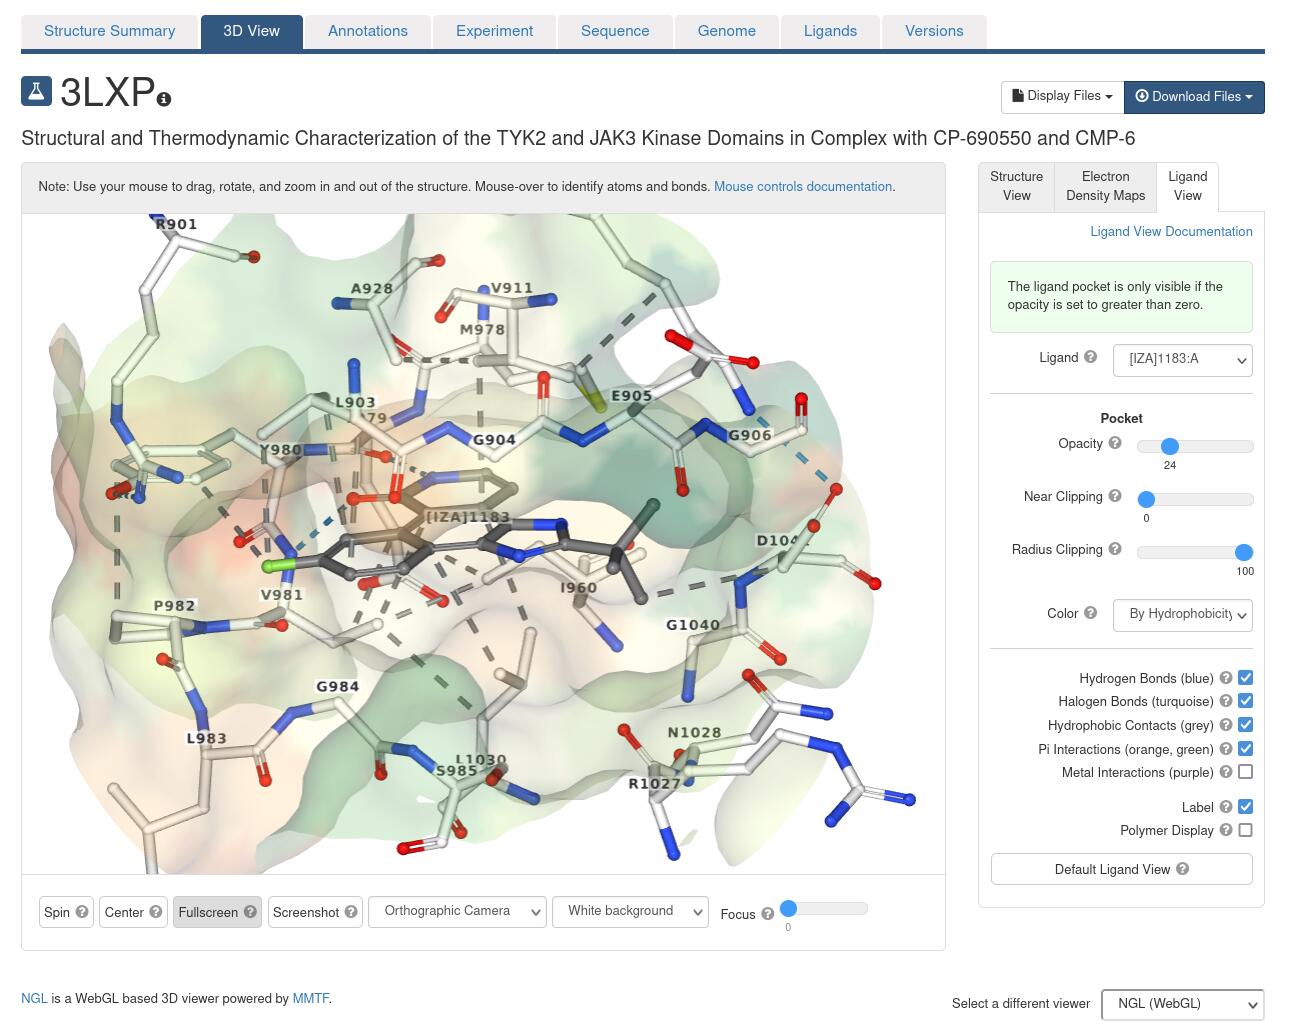 Structure Summary
3D View
Annotations
Experiment
Sequence
Genome
Ligands
Versions
3LXP
Display Files
Download Files
Structural and Thermodynamic Characterization of the TYK2 and JAK3 Kinase Domains in Complex with CP-690550 and CMP-6
Note: Use your mouse to drag, rotate, and zoom in and out of the structure. Mouse-over to identify atoms and bonds. Mouse controls documentation.
R901
A928
V911
M978
L903
79
E905
G904
G906
Y980
[IZA]1183
D104
I960
V981
P982
G1040
G984
L983
N1028
L1030
S985
R1027
Structure View
Electron Density Maps
Ligand View
Ligand View Documentation
The ligand pocket is only visible if the
opacity is set to greater than zero.
Ligand
[IZA]1183:A
Pocket
Opacity
24
Near Clipping
0
Radius Clipping
100
Color
By Hydrophobicity
Hydrogen Bonds (blue)
Halogen Bonds (turquoise)
Hydrophobic Contacts (grey)
Pi Interactions (orange, green)
Metal Interactions (purple)
Label
Polymer Display
Default Ligand View
Spin
Center
Fullscreen
Screenshot
Orthographic Camera
White background
Focus
0
NGL is a WebGL based 3D viewer powered by MMTF.
Select a different viewer
NGL (WebGL)